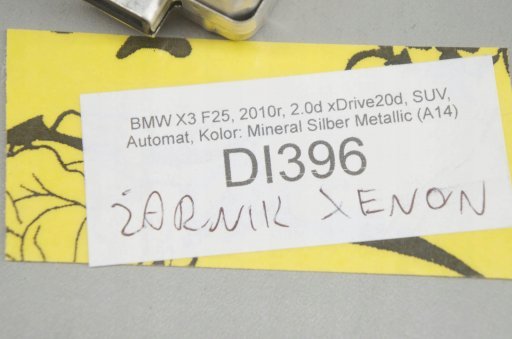 BMW X3 F25, 2010r, 2.0d xDrive20d, SUV,
Automat, Kolor: Mineral Silber Metallic (A14)
DI396
ŻARNIK XENON